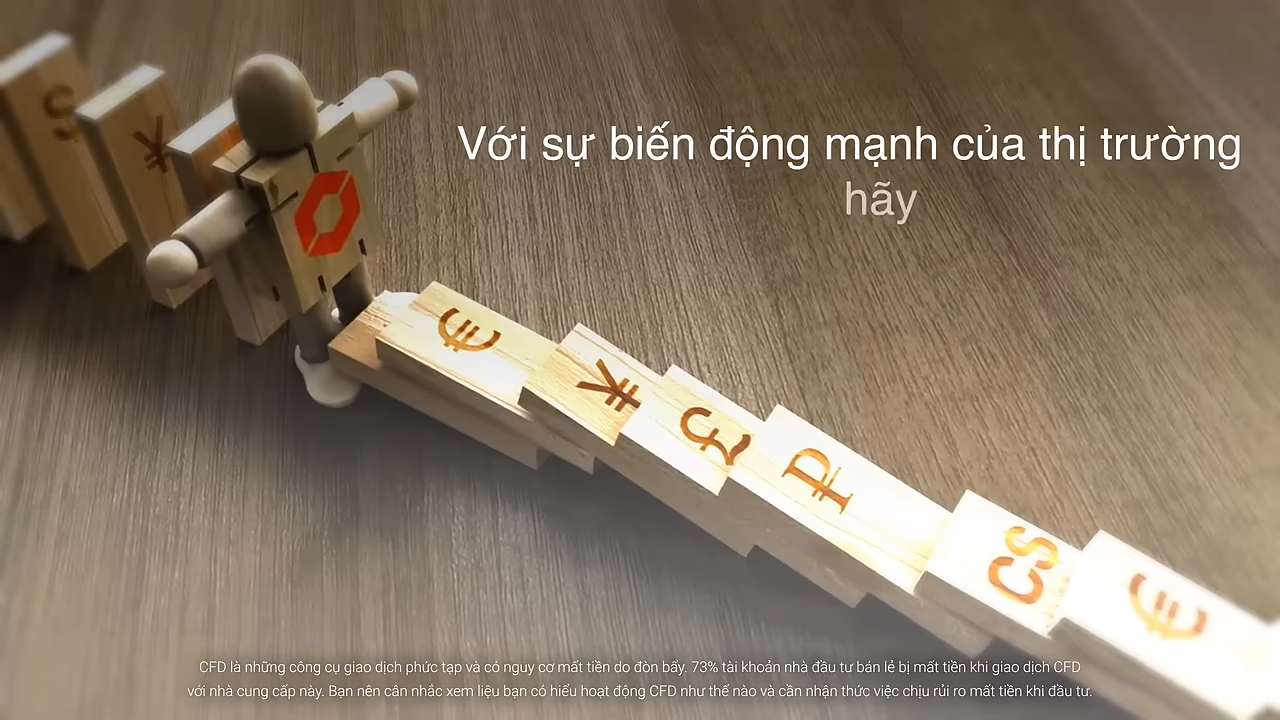 Với sự biến động mạnh của thị trường
hãy
$
¥
€
¥
£
₽
C$
€
CFD là những công cụ giao dịch phức tạp và có nguy cơ mất tiền do đòn bẩy. 73% tài khoản nhà đầu tư bán lẻ bị mất tiền khi giao dịch CFD
với nhà cung cấp này. Bạn nên cân nhắc xem liệu bạn có hiểu hoạt động CFD như thế nào và cần nhận thức việc chịu rủi ro mất tiền khi đầu tư.